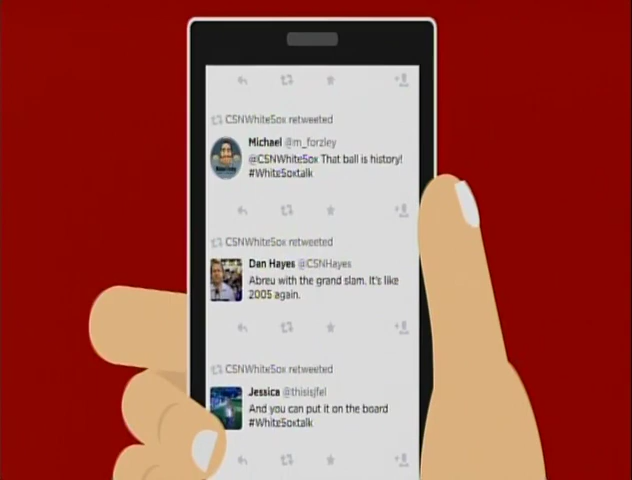 CSNWhiteSox retweeted
Michael @m_forzley
@CSNWhiteSox That ball is history!
#WhiteSoxtalk
CSNWhiteSox retweeted
Dan Hayes @CSNHayes
Abreu with the grand slam. It's like
2005 again.
CSNWhiteSox retweeted
Jessica @thisisjfel
And you can put it on the board
#WhiteSoxtalk